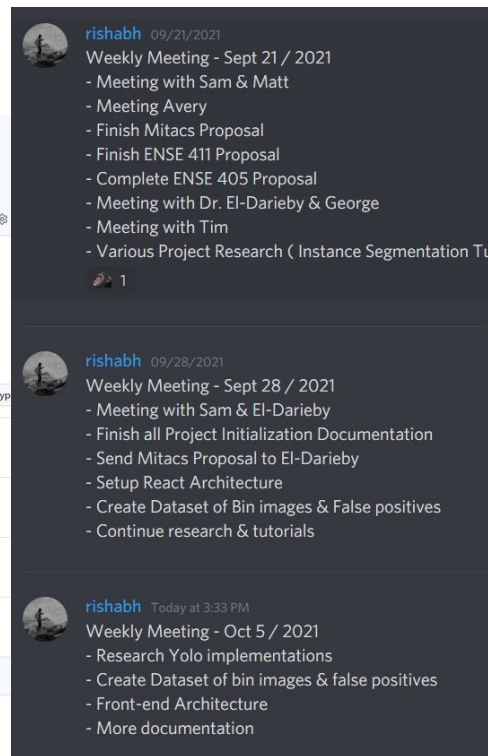 rishabh 09/21/2021
Weekly Meeting - Sept 21 / 2021
- Meeting with Sam & Matt
- Meeting Avery
- Finish Mitacs Proposal
- Finish ENSE 411 Proposal
- Complete ENSE 405 Proposal
- Meeting with Dr. El-Darieby & George
- Meeting with Tim
- Various Project Research ( Instance Segmentation Tu
1
rishabh 09/28/2021
Weekly Meeting - Sept 28 / 2021
- Meeting with Sam & El-Darieby
- Finish all Project Initialization Documentation
- Send Mitacs Proposal to El-Darieby
- Setup React Architecture
- Create Dataset of Bin images & False positives
- Continue research & tutorials
rishabh Today at 3:33 PM
Weekly Meeting - Oct 5 / 2021
- Research Yolo implementations
- Create Dataset of bin images & false positives
- Front-end Architecture
- More documentation